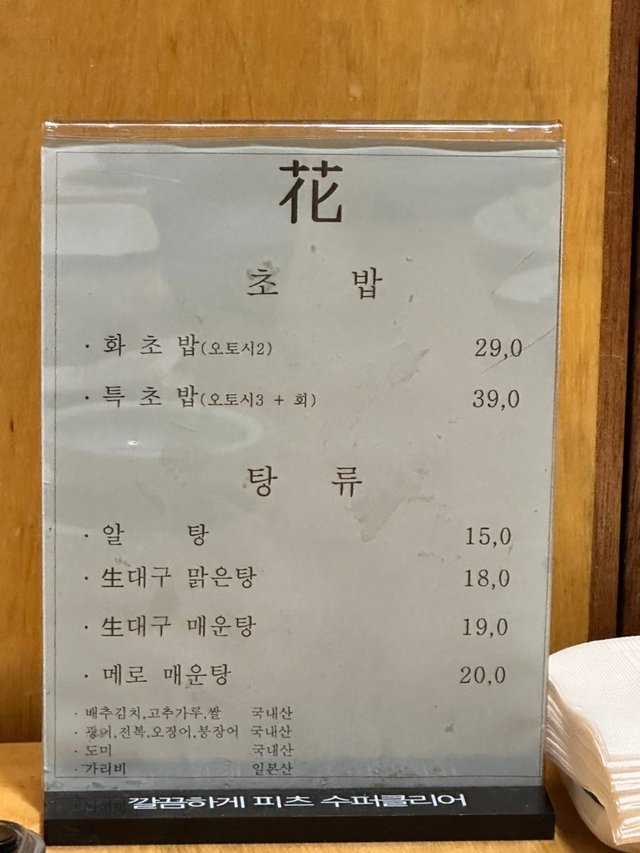 花
초 밥
· 화 초 밥(오토시2) 29,0
· 특 초 밥(오토시3 + 회) 39,0
탕 류
· 알 탕 15,0
· 生대구 맑은탕 18,0
· 生대구 매운탕 19,0
· 메로 매운탕 20,0
· 배추김치,고추가루,쌀 국내산
· 광어,전복,오징어,붕장어 국내산
· 도미 국내산
· 가리비 일본산
깔끔하게 피츠 수퍼클리어